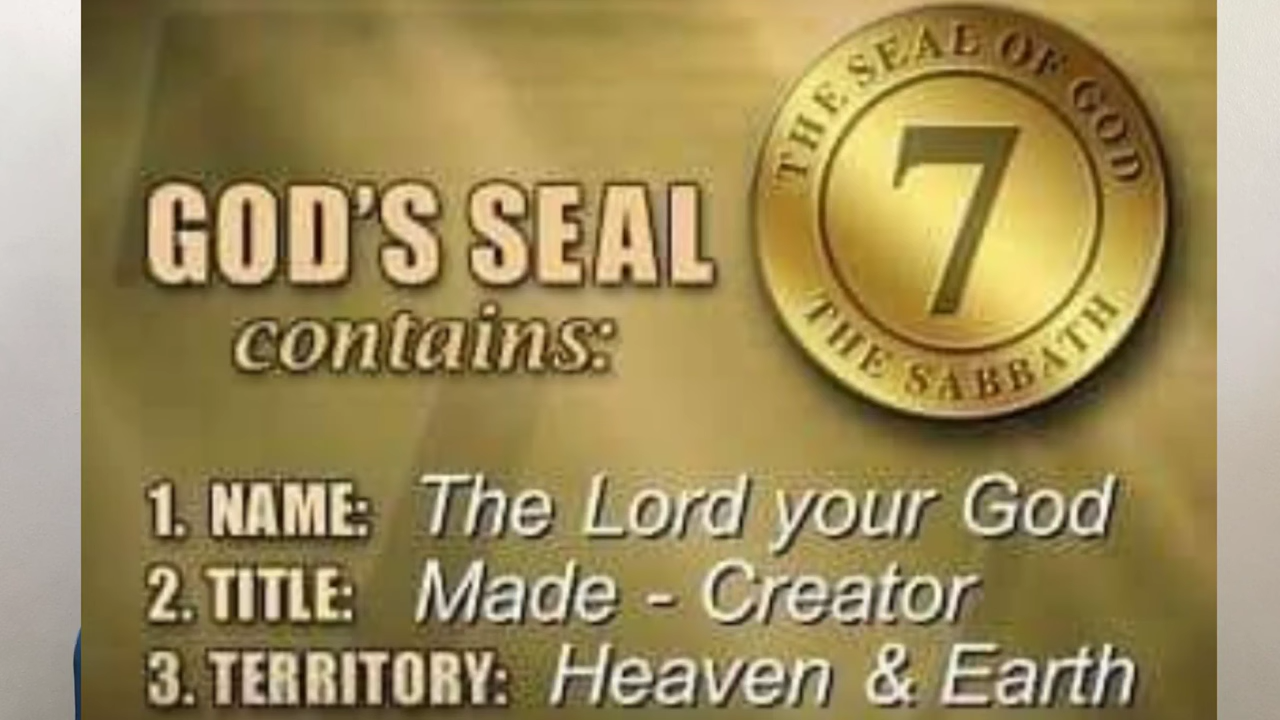 THE SEAL OF GOD
7
THE SABBATH
GOD'S SEAL
contains:
1. NAME: The Lord your God
2. TITLE: Made - Creator
3. TERRITORY: Heaven & Earth